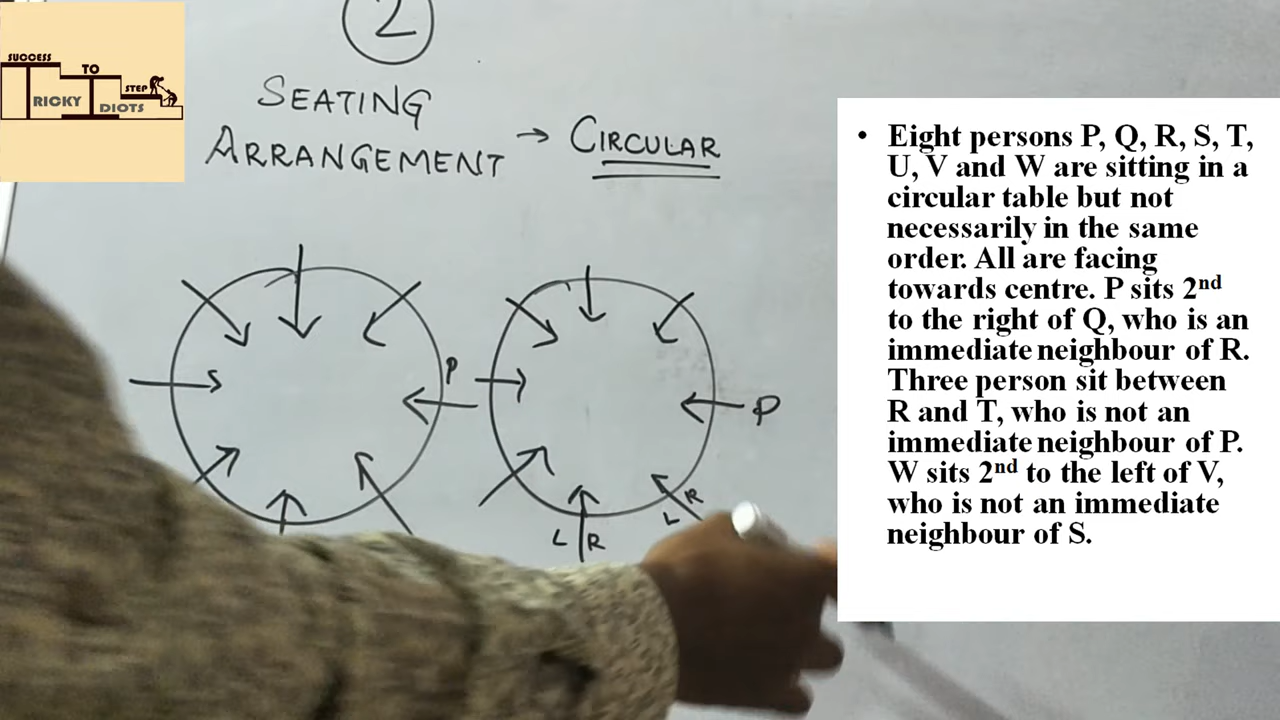 2
SUCCESS
TO
STEP
RICKY
DIOTS
SEATING
ARRANGEMENT → CIRCULAR
P
P
R
L
L R
• Eight persons P, Q, R, S, T,
U, V and W are sitting in a
circular table but not
necessarily in the same
order. All are facing
towards centre. P sits 2nd
to the right of Q, who is an
immediate neighbour of R.
Three person sit between
R and T, who is not an
immediate neighbour of P.
W sits 2nd to the left of V,
who is not an immediate
neighbour of S.